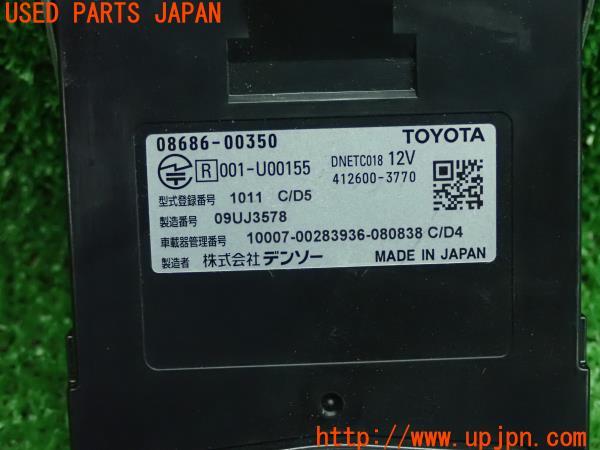 USED PARTS JAPAN
08686-00350 TOYOTA
R 001-U00155 DNETC018 12V
412600-3770
型式登録番号 1011 C/D5
製造番号 09UJ3578
車載器管理番号 10007-00283936-080838 C/D4
製造者 株式会社デンソー MADE IN JAPAN
http://www.upjpn.com/